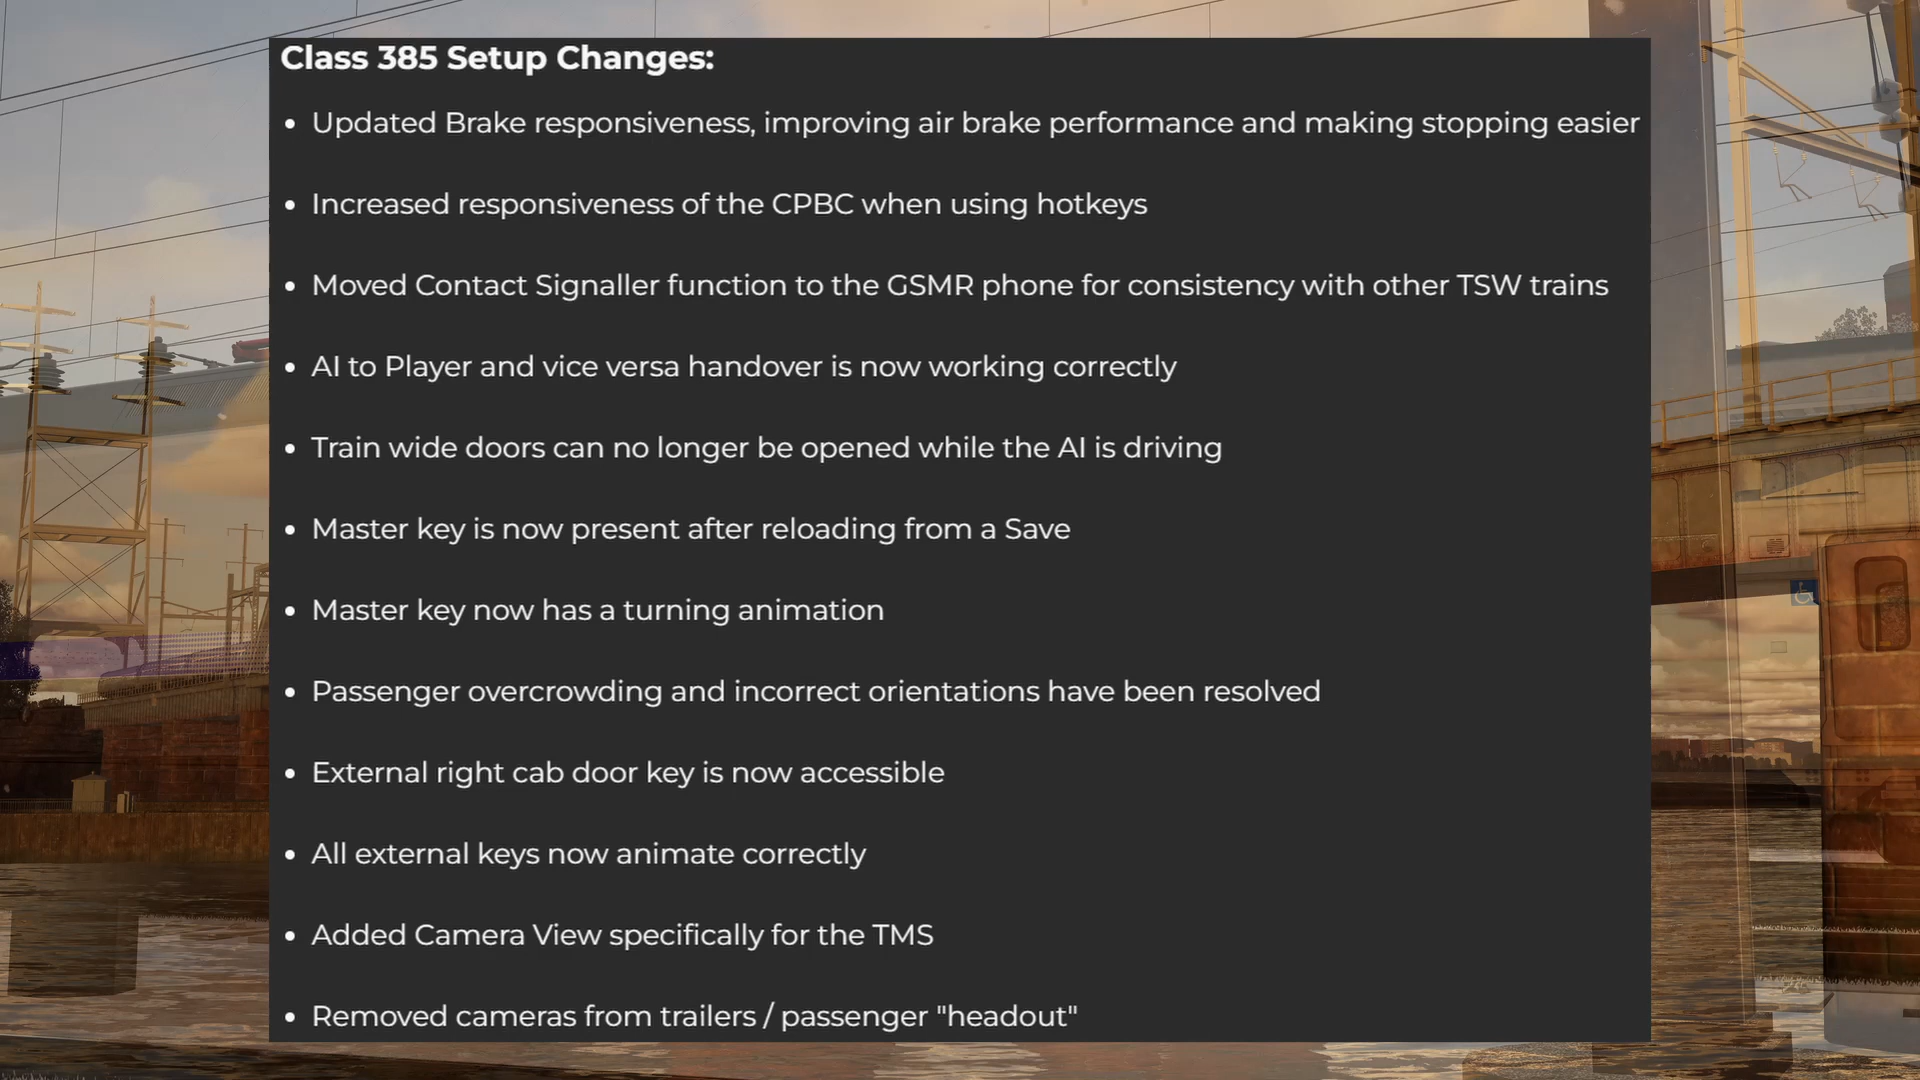 Class 385 Setup Changes:
• Updated Brake responsiveness, improving air brake performance and making stopping easier
• Increased responsiveness of the CPBC when using hotkeys
• Moved Contact Signaller function to the GSMR phone for consistency with other TSW trains
• AI to Player and vice versa handover is now working correctly
• Train wide doors can no longer be opened while the AI is driving
• Master key is now present after reloading from a Save
• Master key now has a turning animation
• Passenger overcrowding and incorrect orientations have been resolved
• External right cab door key is now accessible
• All external keys now animate correctly
• Added Camera View specifically for the TMS
• Removed cameras from trailers / passenger "headout"